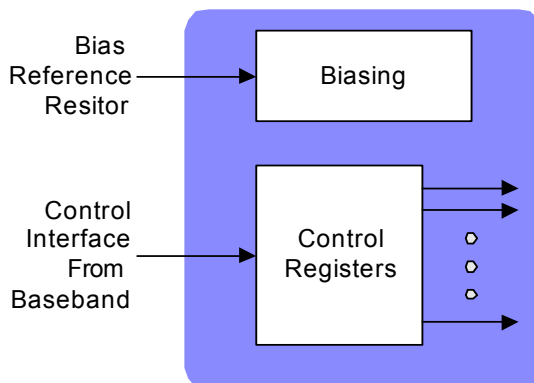 Bias
Reference
Resitor
Biasing
Control
Interface
From
Baseband
Control
Registers